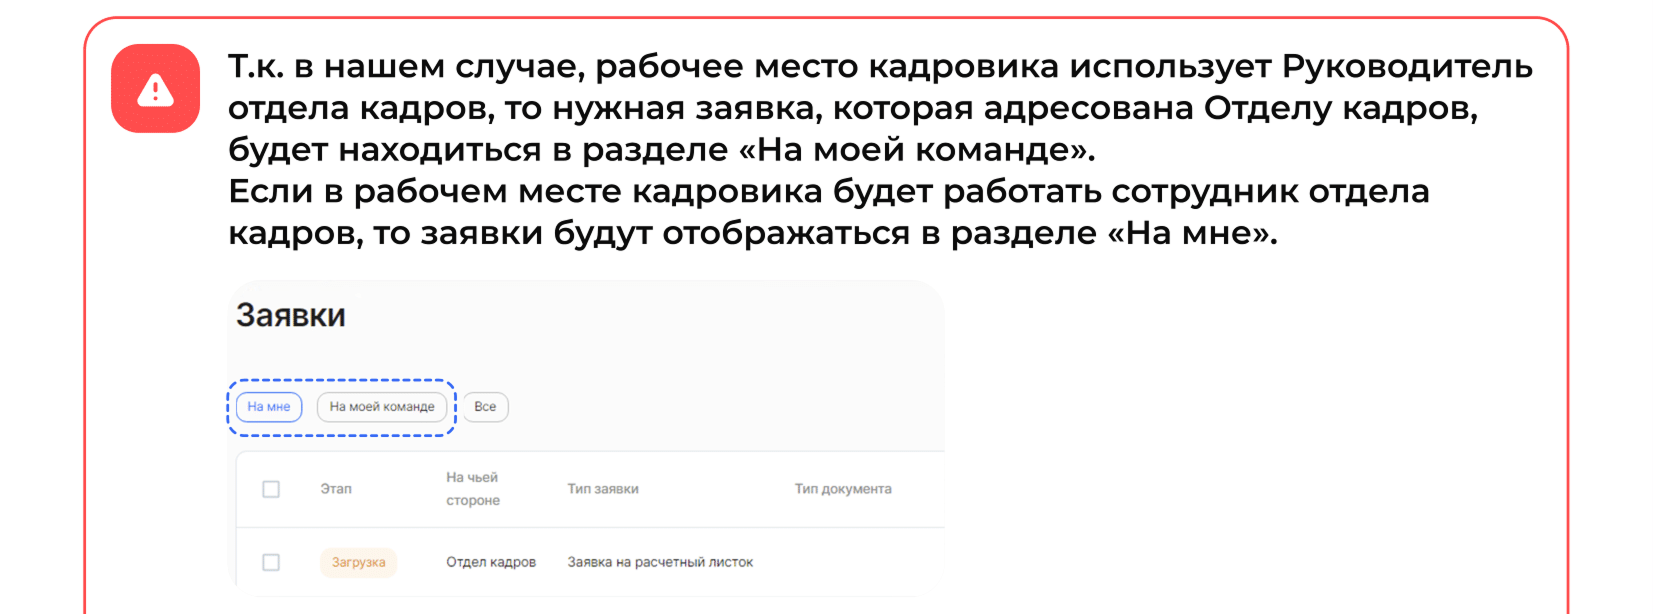 Т.к. в нашем случае, рабочее место кадровика использует Руководитель
отдела кадров, то нужная заявка, которая адресована Отделу кадров,
будет находиться в разделе «На моей команде».
Если в рабочем месте кадровика будет работать сотрудник отдела
кадров, то заявки будут отображаться в разделе «На мне».
Заявки
На мне На моей команде Все
Этап На чьей стороне Тип заявки Тип документа
Загрузка Отдел кадров Заявка на расчетный листок